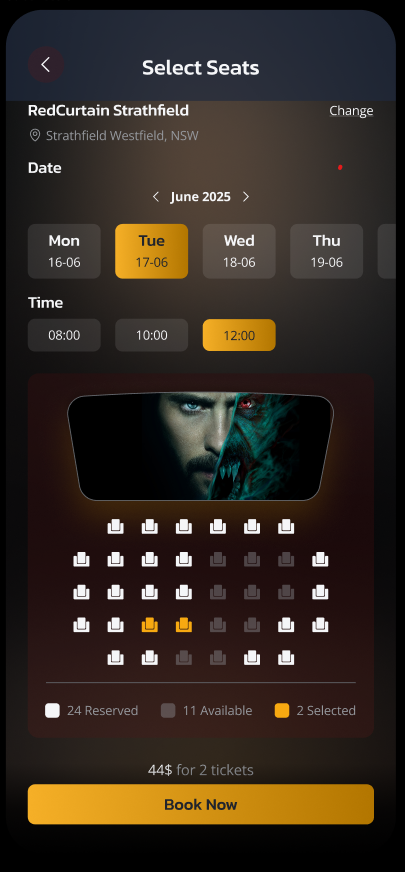 Select Seats
RedCurtain Strathfield Change
Strathfield Westfield, NSW
Date
June 2025
Mon Tue Wed Thu
16-06 17-06 18-06 19-06
Time
08:00 10:00 12:00
24 Reserved 11 Available 2 Selected
44$ for 2 tickets
Book Now